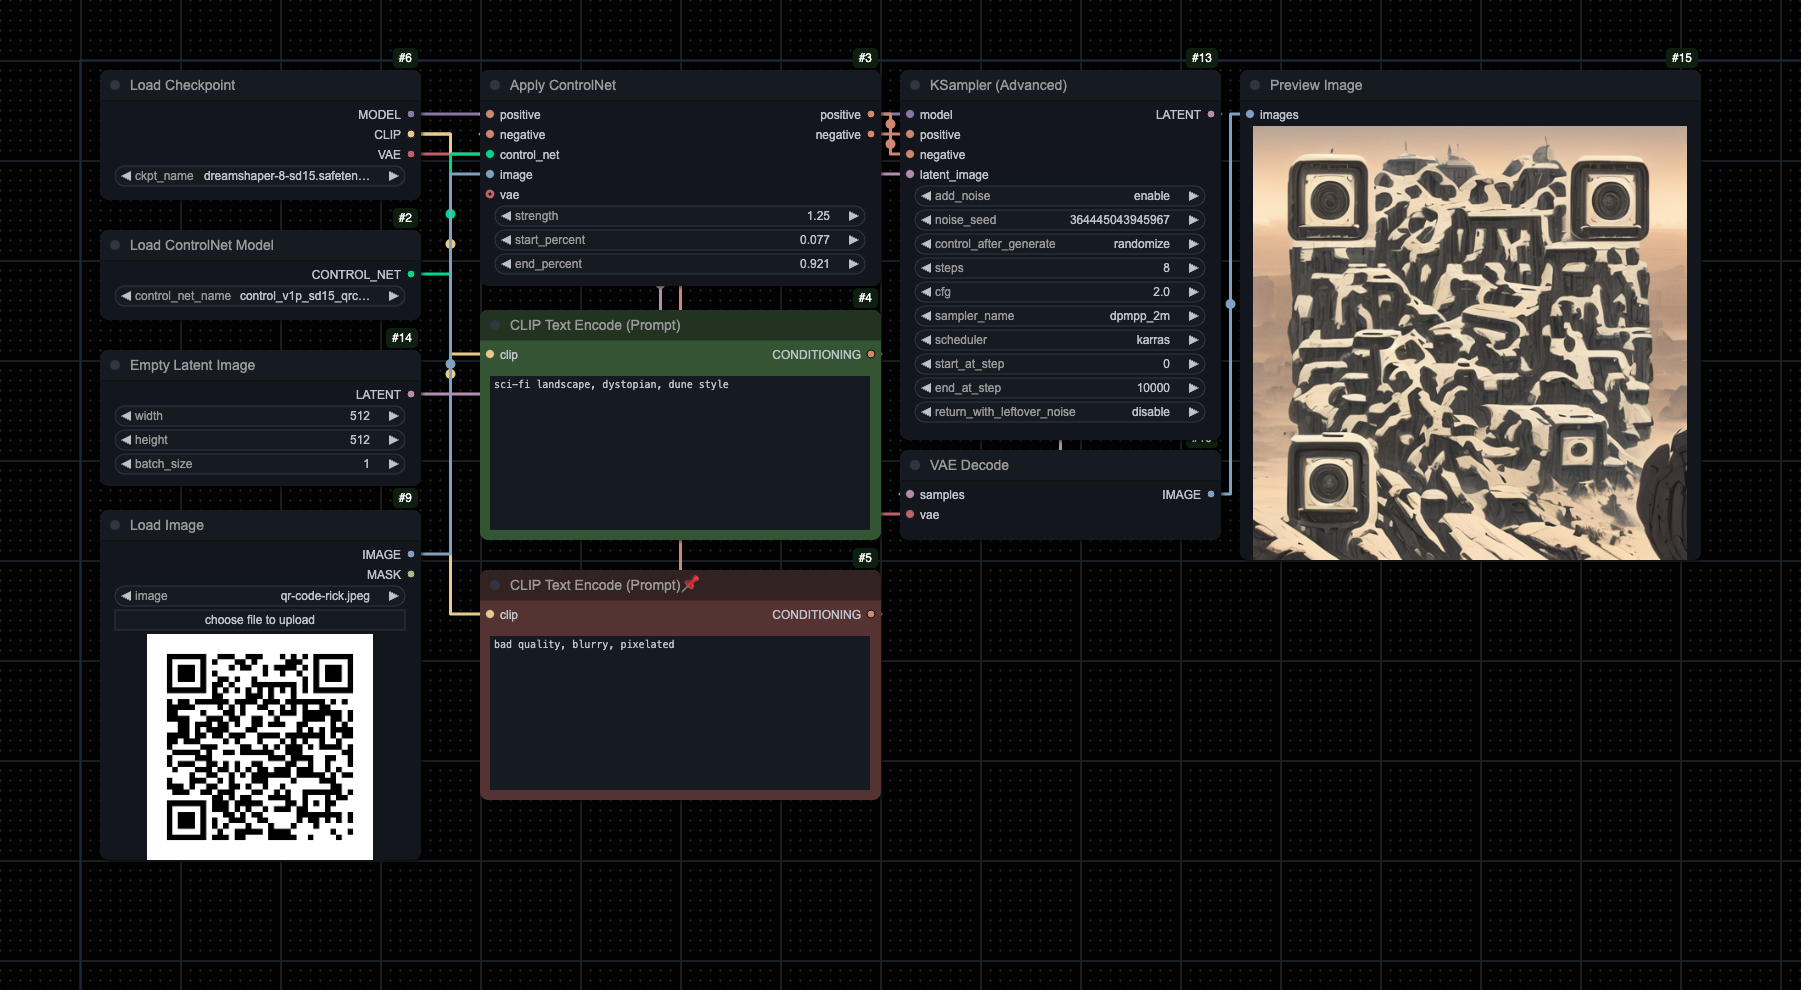 #6
Load Checkpoint
MODEL
CLIP
VAE
ckpt_name dreamshaper-8-sd15.safeten...
#2
Load ControlNet Model
CONTROL_NET
control_net_name control_v1p_sd15_qrc...
#14
Empty Latent Image
LATENT
width 512
height 512
batch_size 1
#9
Load Image
IMAGE
MASK
image qr-code-rick.jpeg
choose file to upload
#3
Apply ControlNet
positive positive
negative negative
control_net
image
vae
strength 1.25
start_percent 0.077
end_percent 0.921
#4
CLIP Text Encode (Prompt)
clip CONDITIONING
sci-fi landscape, dystopian, dune style
#5
CLIP Text Encode (Prompt)📌
clip CONDITIONING
bad quality, blurry, pixelated
#13
KSampler (Advanced)
model LATENT
positive
negative
latent_image
add_noise enable
noise_seed 364445043945967
control_after_generate randomize
steps 8
cfg 2.0
sampler_name dpmpp_2m
scheduler karras
start_at_step 0
end_at_step 10000
return_with_leftover_noise disable
VAE Decode
samples IMAGE
vae
#15
Preview Image
images